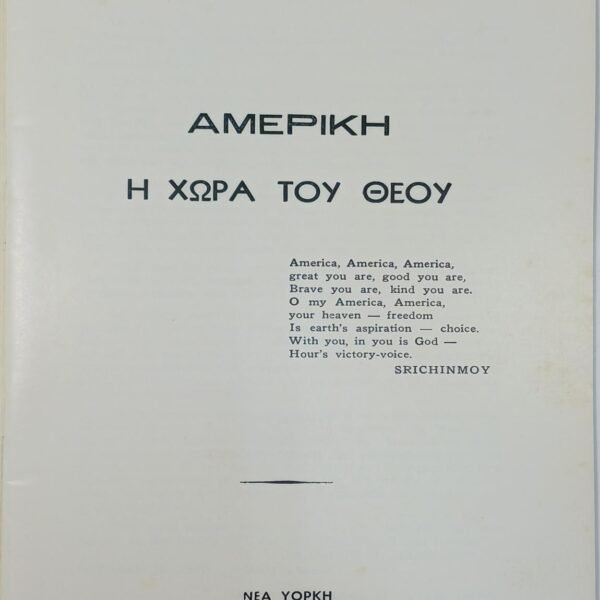 ΑΜΕΡΙΚΗ
Η ΧΩΡΑ ΤΟΥ ΘΕΟΥ
America, America, America,
great you are, good you are,
Brave you are, kind you are.
O my America, America,
your heaven — freedom
Is earth's aspiration — choice.
With you, in you is God —
Hour's victory-voice.
SRICHINMOY
ΝΕΑ ΥΟΡΚΗ